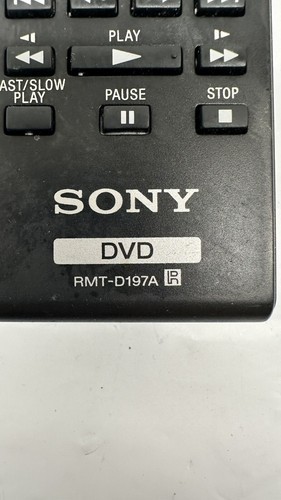 PLAY
AST/SLOW
PLAY
PAUSE
STOP
SONY
DVD
RMT-D197A